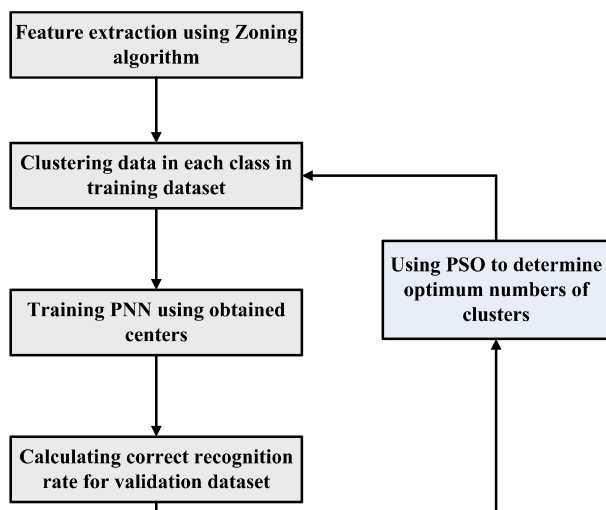 Feature extraction using Zoning
algorithm
Clustering data in each class in
training dataset
Using PSO to determine
optimum numbers of
clusters
Training PNN using obtained
centers
Calculating correct recognition
rate for validation dataset